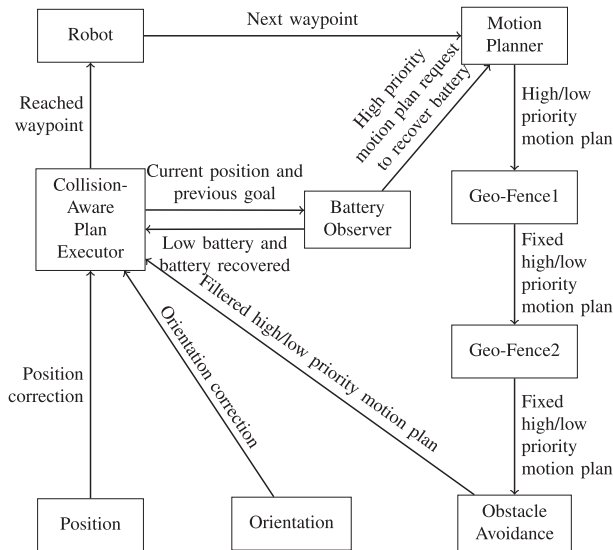 Robot
Next waypoint
Motion
Planner
High priority
motion plan request
to recover battery
High/low
priority
motion plan
Reached
waypoint
Collision-
Aware
Plan
Executor
Current position and
previous goal
Battery
Observer
Low battery and
battery recovered
Geo-Fence1
Fixed
high/low
priority
motion plan
Filtered high/low priority motion plan
Orientation correction
Geo-Fence2
Position
correction
Fixed
high/low
priority
motion plan
Position
Orientation
Obstacle
Avoidance